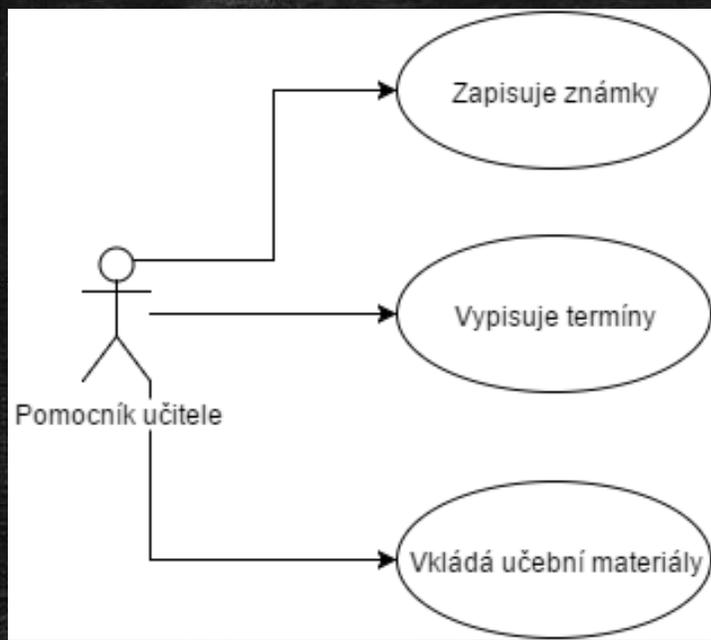 Zapisuje známky
Vypisuje termíny
Pomocník učitele
Vkládá učební materiály